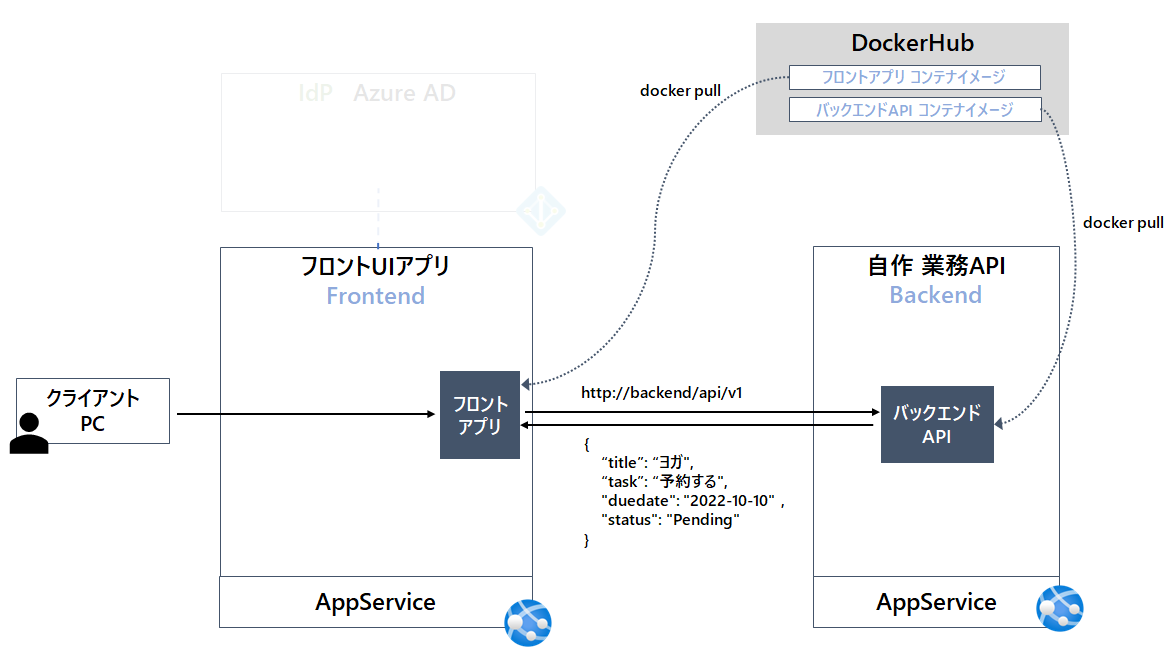 DockerHub
フロントアプリ コンテナイメージ
バックエンドAPI コンテナイメージ
docker pull
docker pull
IdP Azure AD
フロントUIアプリ
Frontend
自作 業務API
Backend
クライアント
PC
フロント
アプリ
http://backend/api/v1
バックエンド
API
{
“title”: “ヨガ",
“task”: “予約する",
"duedate": "2022-10-10" ,
"status": "Pending"
}
AppService
AppService